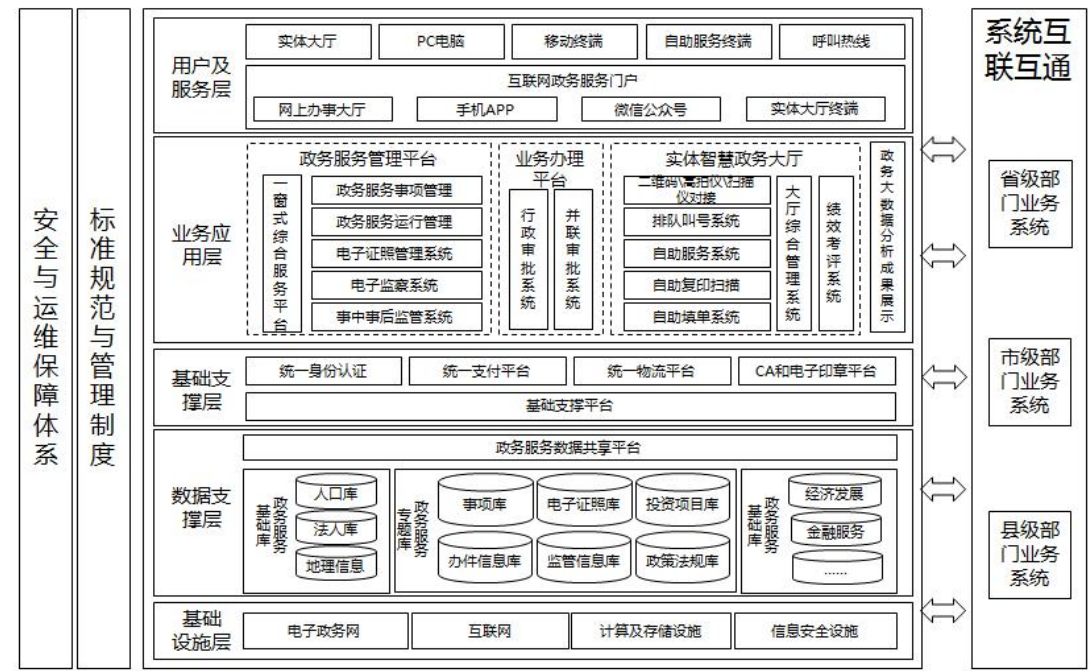 安全与运维保障体系
标准规范与管理制度
用户及
服务层
实体大厅
PC电脑
移动终端
自助服务终端
呼叫热线
互联网政务服务门户
网上办事大厅
手机APP
微信公众号
实体大厅终端
业务应
用层
政务服务管理平台
一窗式综合服务平台
政务服务事项管理
政务服务运行管理
电子证照管理系统
电子监察系统
事中事后监管系统
业务办理
平台
行政审批系统
并联审批系统
实体智慧政务大厅
二维码\高拍仪\扫描
仪对接
排队叫号系统
自助服务系统
自助复印扫描
自助填单系统
大厅综合管理系统
绩效考评系统
政务大数据分析成果展示
基础支
撑层
统一身份认证
统一支付平台
统一物流平台
CA和电子印章平台
基础支撑平台
数据支
撑层
政务服务数据共享平台
政务服务
基础库
人口库
法人库
地理信息
政务服务
专题库
事项库
电子证照库
投资项目库
办件信息库
监管信息库
政策法规库
政务服务
基础库
经济发展
金融服务
......
基础
设施层
电子政务网
互联网
计算及存储设施
信息安全设施
系统互
联互通
省级部
门业务
系统
市级部
门业务
系统
县级部
门业务
系统